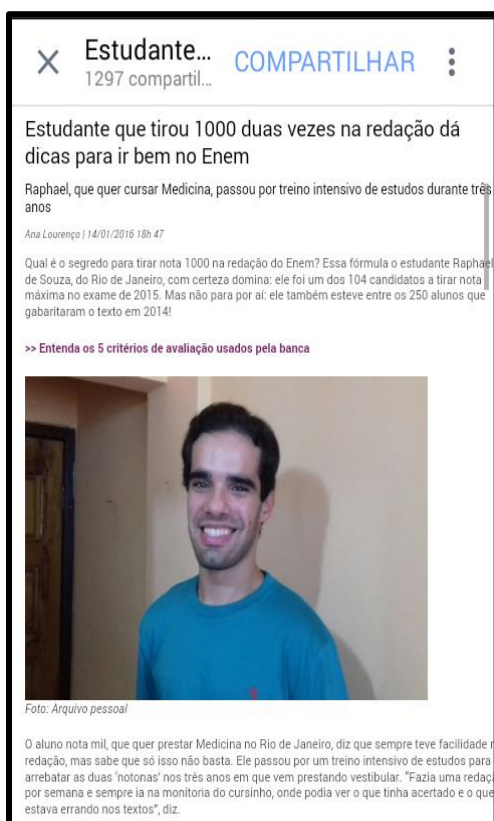 Estudante...
COMPARTILHAR
1297 compartil...
Estudante que tirou 1000 duas vezes na redação dá
dicas para ir bem no Enem
Raphael, que quer cursar Medicina, passou por treino intensivo de estudos durante três
anos
Ana Lourenço | 14/01/2016 18h 47
Qual é o segredo para tirar nota 1000 na redação do Enem? Essa fórmula o estudante Raphael
de Souza, do Rio de Janeiro, com certeza domina: ele foi um dos 104 candidatos a tirar nota
máxima no exame de 2015. Mas não para por aí: ele também esteve entre os 250 alunos que
gabaritaram o texto em 2014!
>> Entenda os 5 critérios de avaliação usados pela banca
Foto: Arquivo pessoal
O aluno nota mil, que quer prestar Medicina no Rio de Janeiro, diz que sempre teve facilidade
redação, mas sabe que só isso não basta. Ele passou por um treino intensivo de estudos para
arrebatar as duas 'notonas' nos três anos em que vem prestando vestibular. "Fazia uma redaç
por semana e sempre ia na monitoria do cursinho, onde podia ver o que tinha acertado e o que
estava errando nos textos", diz.